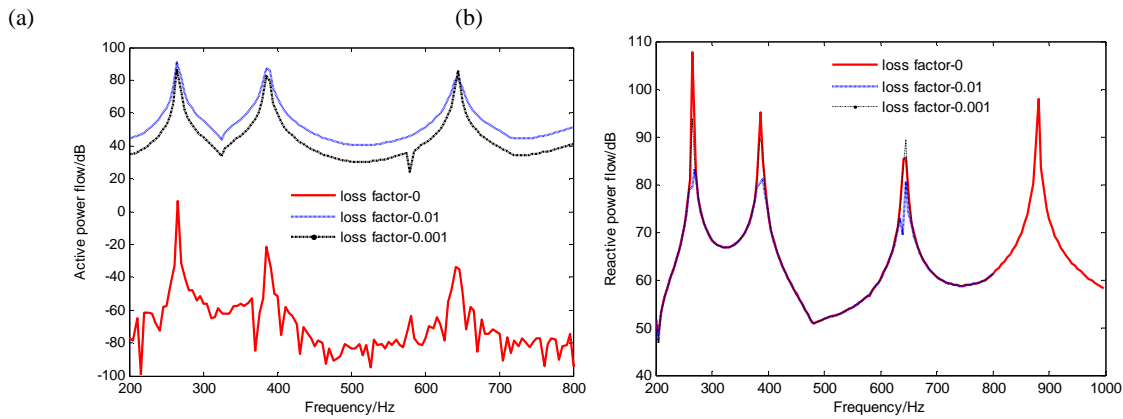 (a)
(b)
100
80
60
40
20
0
-20
-40
-60
-80
-100
Active power flow/dB
loss factor-0
loss factor-0.01
loss factor-0.001
200
300
400
500
600
700
800
Frequency/Hz
110
100
90
80
70
60
50
40
Reactive power flow/dB
loss factor-0
loss factor-0.01
loss factor-0.001
200
300
400
500
600
700
800
900
1000
Frequency/Hz